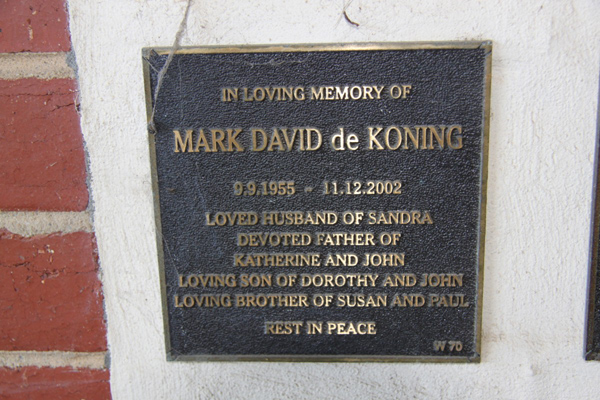 IN LOVING MEMORY OF
MARK DAVID de KONING
9.9.1955 - 11.12.2002
LOVED HUSBAND OF SANDRA
DEVOTED FATHER OF
KATHERINE AND JOHN
LOVING SON OF DOROTHY AND JOHN
LOVING BROTHER OF SUSAN AND PAUL
REST IN PEACE
W 70